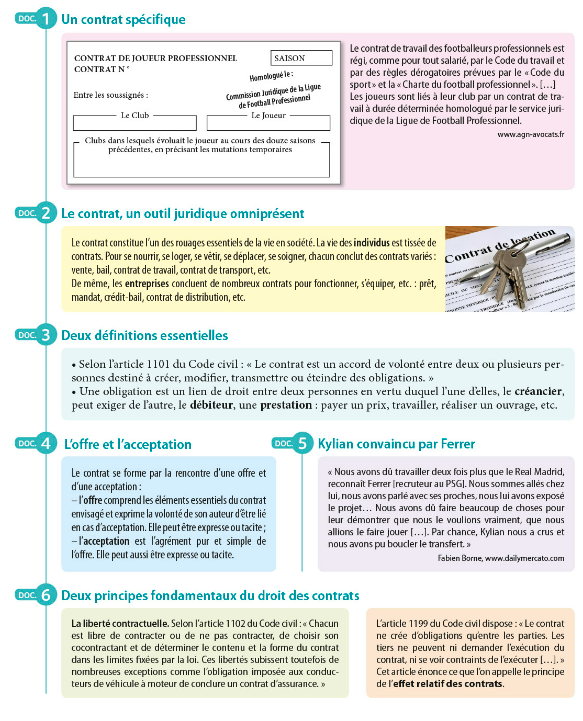 DOC. 1 Un contrat spécifique
CONTRAT DE JOUEUR PROFESSIONNEL
CONTRAT N°
SAISON
Homologué le :
Commission Juridique de la Ligue
de Football Professionnel
Entre les soussignés :
Le Club
Le Joueur
Clubs dans lesquels évoluait le joueur au cours des douze saisons
précédentes, en précisant les mutations temporaires
Le contrat de travail des footballeurs professionnels est
régi, comme pour tout salarié, par le Code du travail et
par des règles dérogatoires prévues par le « Code du
sport » et la « Charte du football professionnel ». […]
Les joueurs sont liés à leur club par un contrat de tra-
vail à durée déterminée homologué par le service juri-
dique de la Ligue de Football Professionnel.
www.agn-avocats.fr
DOC. 2 Le contrat, un outil juridique omniprésent
Le contrat constitue l'un des rouages essentiels de la vie en société. La vie des individus est tissée de
contrats. Pour se nourrir, se loger, se vêtir, se déplacer, se soigner, chacun conclut des contrats variés :
vente, bail, contrat de travail, contrat de transport, etc.
De même, les entreprises concluent de nombreux contrats pour fonctionner, s'équiper, etc. : prêt,
mandat, crédit-bail, contrat de distribution, etc.
Contrat de location
DOC. 3 Deux définitions essentielles
• Selon l'article 1101 du Code civil : « Le contrat est un accord de volonté entre deux ou plusieurs per-
sonnes destiné à créer, modifier, transmettre ou éteindre des obligations. »
• Une obligation est un lien de droit entre deux personnes en vertu duquel l'une d'elles, le créancier,
peut exiger de l'autre, le débiteur, une prestation : payer un prix, travailler, réaliser un ouvrage, etc.
DOC. 4 L'offre et l'acceptation
Le contrat se forme par la rencontre d'une offre et
d'une acceptation :
– l'offre comprend les éléments essentiels du contrat
envisagé et exprime la volonté de son auteur d'être lié
en cas d'acceptation. Elle peut être expresse ou tacite ;
– l'acceptation est l'agrément pur et simple de
l'offre. Elle peut aussi être expresse ou tacite.
DOC. 5 Kylian convaincu par Ferrer
« Nous avons dû travailler deux fois plus que le Real Madrid,
reconnaît Ferrer [recruteur au PSG]. Nous sommes allés chez
lui, nous avons parlé avec ses proches, nous lui avons exposé
le projet… Nous avons dû faire beaucoup de choses pour
leur démontrer que nous le voulions vraiment, que nous
allions le faire jouer […]. Par chance, Kylian nous a crus et
nous avons pu boucler le transfert. »
Fabien Borne, www.dailymercato.com
DOC. 6 Deux principes fondamentaux du droit des contrats
La liberté contractuelle. Selon l'article 1102 du Code civil : « Chacun
est libre de contracter ou de ne pas contracter, de choisir son
cocontractant et de déterminer le contenu et la forme du contrat
dans les limites fixées par la loi. Ces libertés subissent toutefois de
nombreuses exceptions comme l'obligation imposée aux conduc-
teurs de véhicule à moteur de conclure un contrat d'assurance. »
L'article 1199 du Code civil dispose : « Le contrat
ne crée d'obligations qu'entre les parties. Les
tiers ne peuvent ni demander l'exécution du
contrat, ni se voir contraints de l'exécuter […]. »
Cet article énonce ce que l'on appelle le principe
de l'effet relatif des contrats.